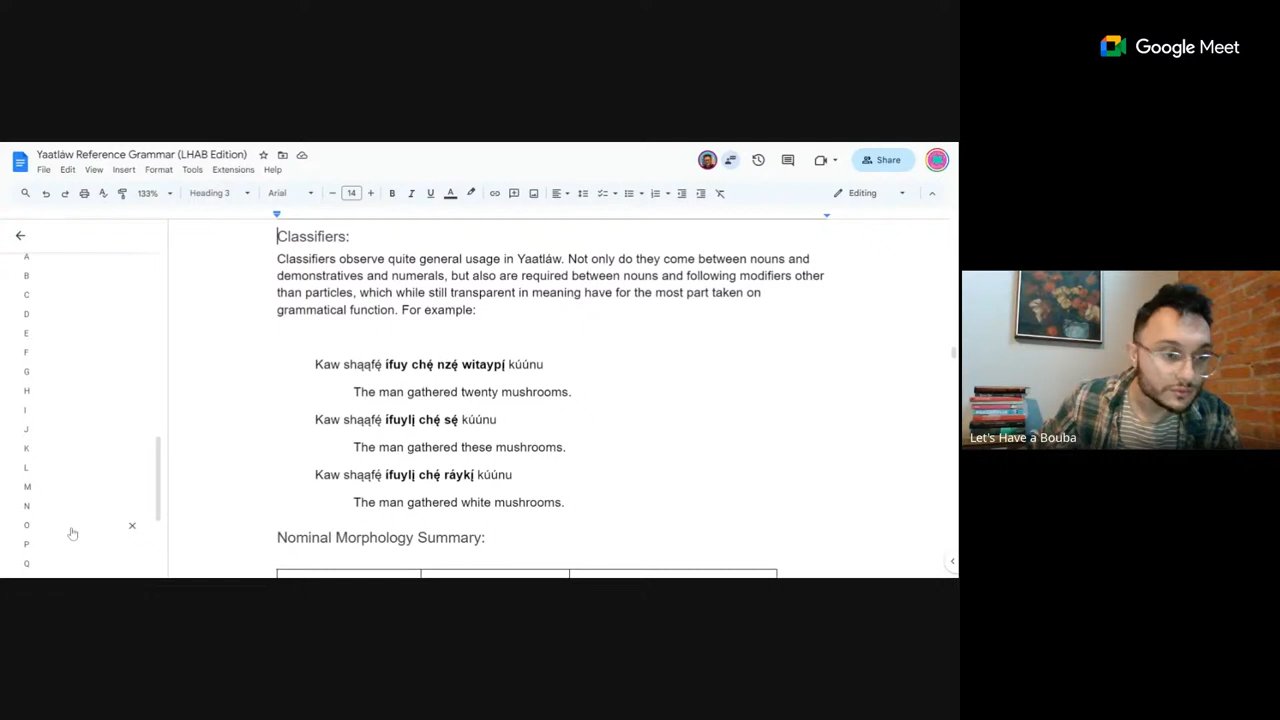 Google Meet
Yaatláw Reference Grammar (LHAB Edition)
File Edit View Insert Format Tools Extensions Help
Share
133% Heading 3 Arial 14 B I U A Editing
A
B
C
D
E
F
G
H
I
J
K
L
M
N
O
P
Q
Classifiers:
Classifiers observe quite general usage in Yaatláw. Not only do they come between nouns and
demonstratives and numerals, but also are required between nouns and following modifiers other
than particles, which while still transparent in meaning have for the most part taken on
grammatical function. For example:
Kaw shąąfę́ ífuy chę́ nzę́ witaypį́ kúúnu
The man gathered twenty mushrooms.
Kaw shąąfę́ ífuylį chę́ sę́ kúúnu
The man gathered these mushrooms.
Kaw shąąfę́ ífuylį chę́ ráykį́ kúúnu
The man gathered white mushrooms.
Nominal Morphology Summary:
Let's Have a Bouba